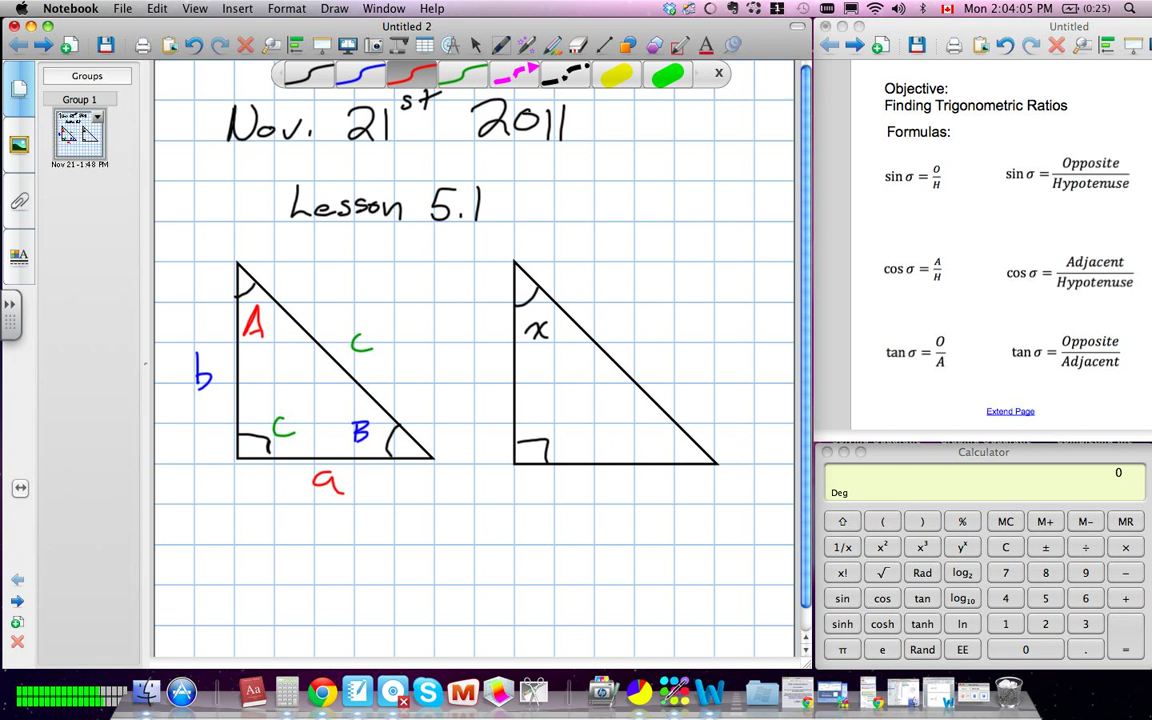 Notebook File Edit View Insert Format Draw Window Help
Mon 2:04:05 PM (0:25)
Untitled 2
Untitled
Groups
Group 1
Nov 21 -1:48 PM
X
Nov. 21st 2011
Lesson 5.1
A
b
c
C
B
a
x
Objective:
Finding Trigonometric Ratios
Formulas:
sin σ = O/H sin σ = Opposite/Hypotenuse
cos σ = A/H cos σ = Adjacent/Hypotenuse
tan σ = O/A tan σ = Opposite/Adjacent
Extend Page
Calculator
0
Deg
( ) % MC M+ M− MR
1/x x² x³ yˣ C ± ÷ ×
x! √ Rad log₂ 7 8 9 −
sin cos tan log₁₀ 4 5 6 +
sinh cosh tanh ln 1 2 3
π e Rand EE 0 . =
Aa